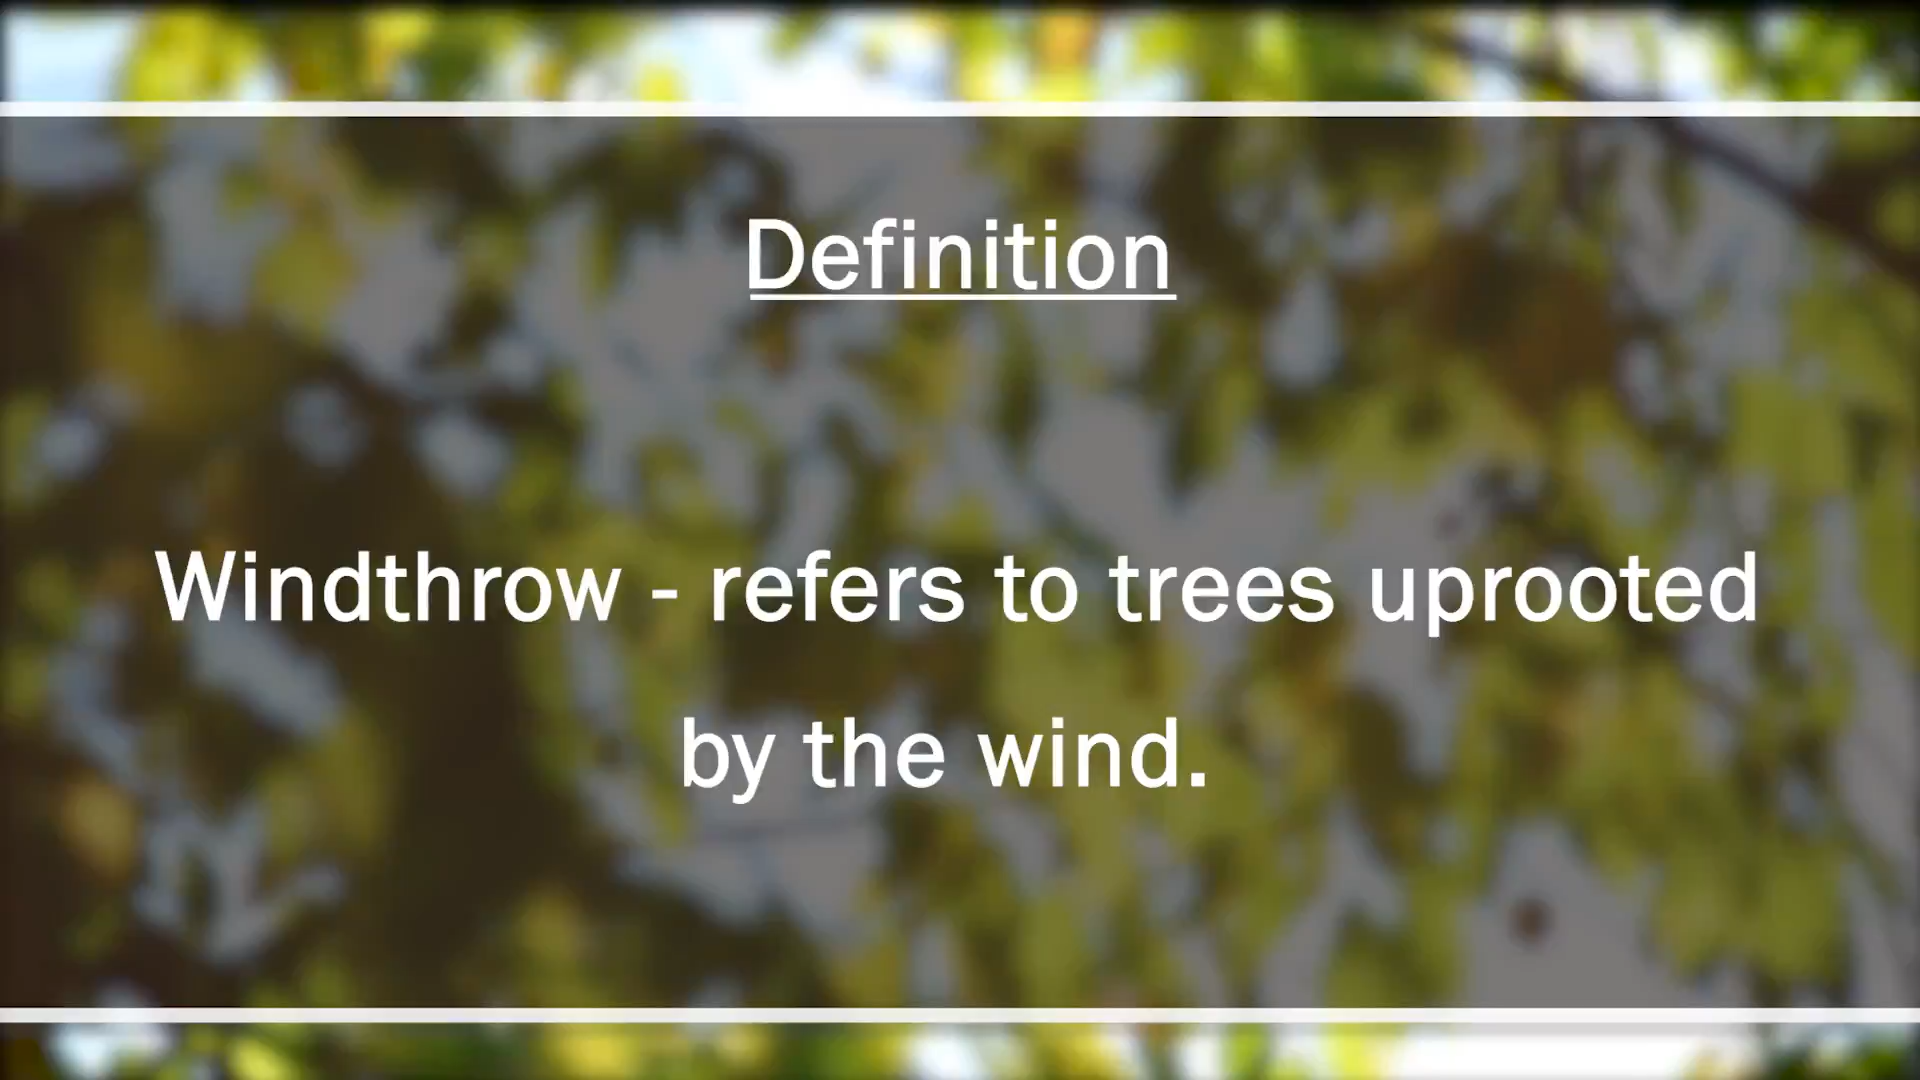 Definition
Windthrow - refers to trees uprooted
by the wind.